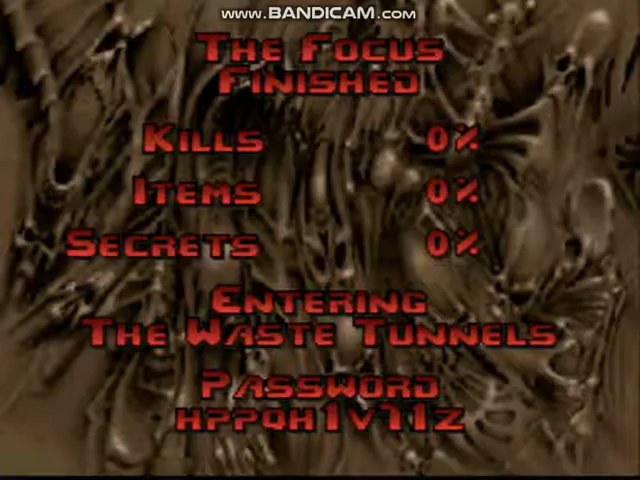 www.BANDICAM.com
The Focus
Finished
Kills 0%
Items 0%
Secrets 0%
Entering
The Waste Tunnels
Password
HPPQH1V71Z